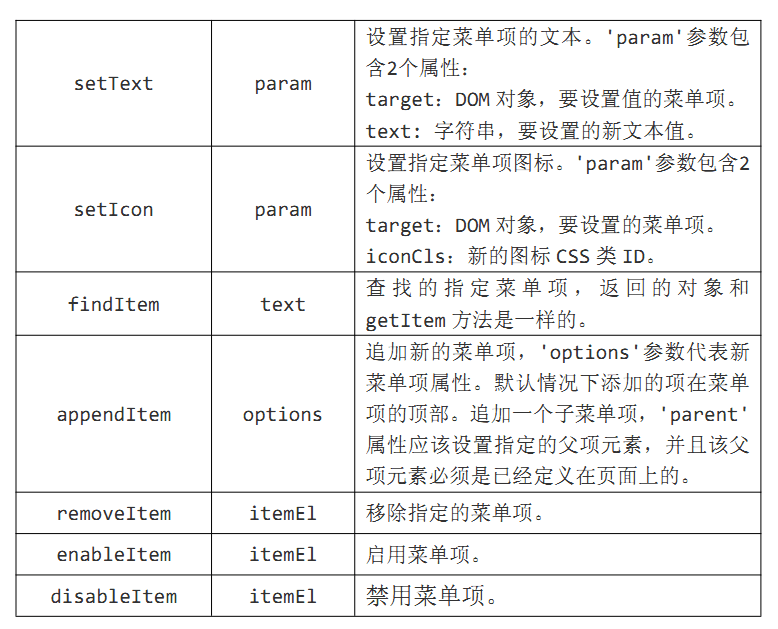 setText param 设置指定菜单项的文本。'param'参数包
含2个属性：
target：DOM 对象，要设置值的菜单项。
text: 字符串，要设置的新文本值。
setIcon param 设置指定菜单项图标。'param'参数包含2
个属性：
target：DOM 对象，要设置的菜单项。
iconCls：新的图标 CSS 类 ID。
findItem text 查找的指定菜单项，返回的对象和
getItem 方法是一样的。
appendItem options 追加新的菜单项，'options'参数代表新
菜单项属性。默认情况下添加的项在菜单
项的顶部。追加一个子菜单项，'parent'
属性应该设置指定的父项元素，并且该父
项元素必须是已经定义在页面上的。
removeItem itemEl 移除指定的菜单项。
enableItem itemEl 启用菜单项。
disableItem itemEl 禁用菜单项。